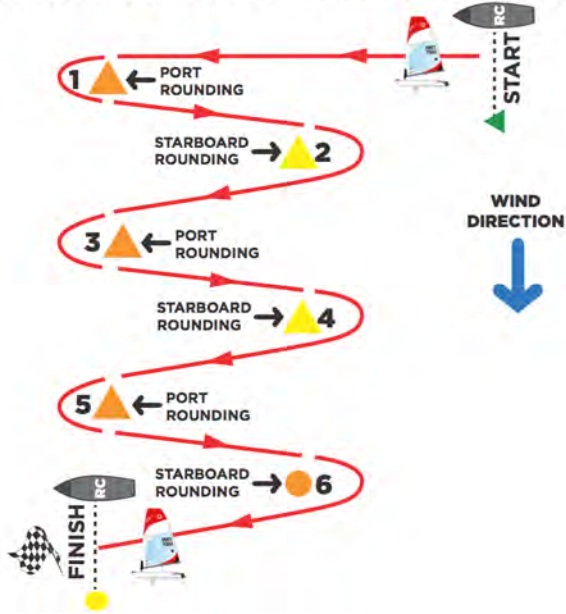 RC
START
1
PORT
ROUNDING
STARBOARD
ROUNDING
2
WIND
DIRECTION
3
PORT
ROUNDING
STARBOARD
ROUNDING
4
5
PORT
ROUNDING
STARBOARD
ROUNDING
6
RC
FINISH